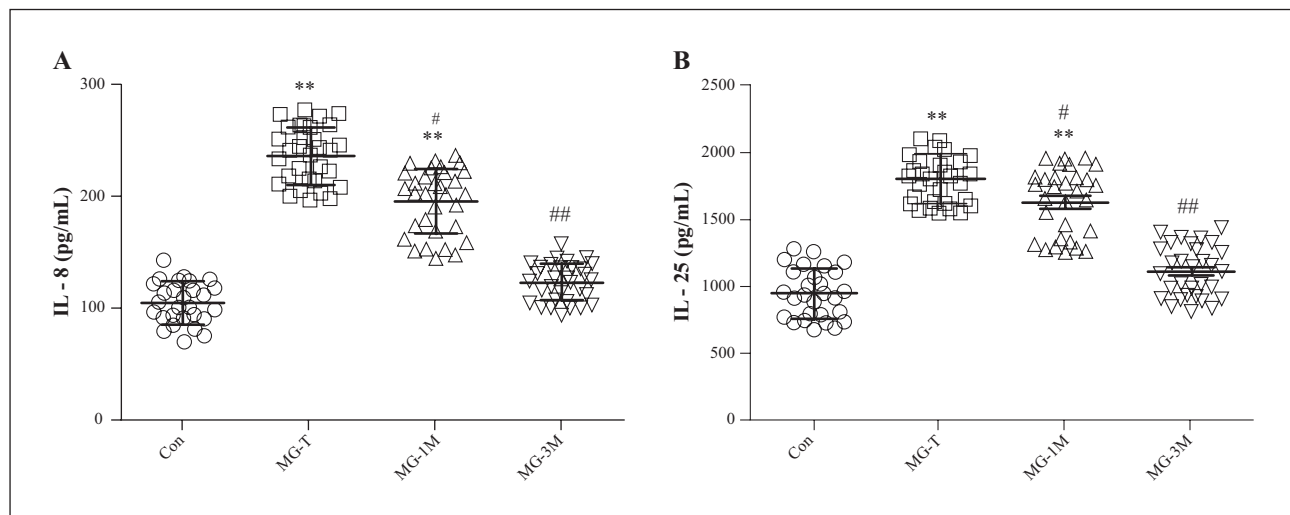 A
IL - 8 (pg/mL)
300
200
100
0
**
#
**
##
Con
MG-T
MG-1M
MG-3M
B
IL - 25 (pg/mL)
2500
2000
1500
1000
500
0
**
#
**
##
Con
MG-T
MG-1M
MG-3M